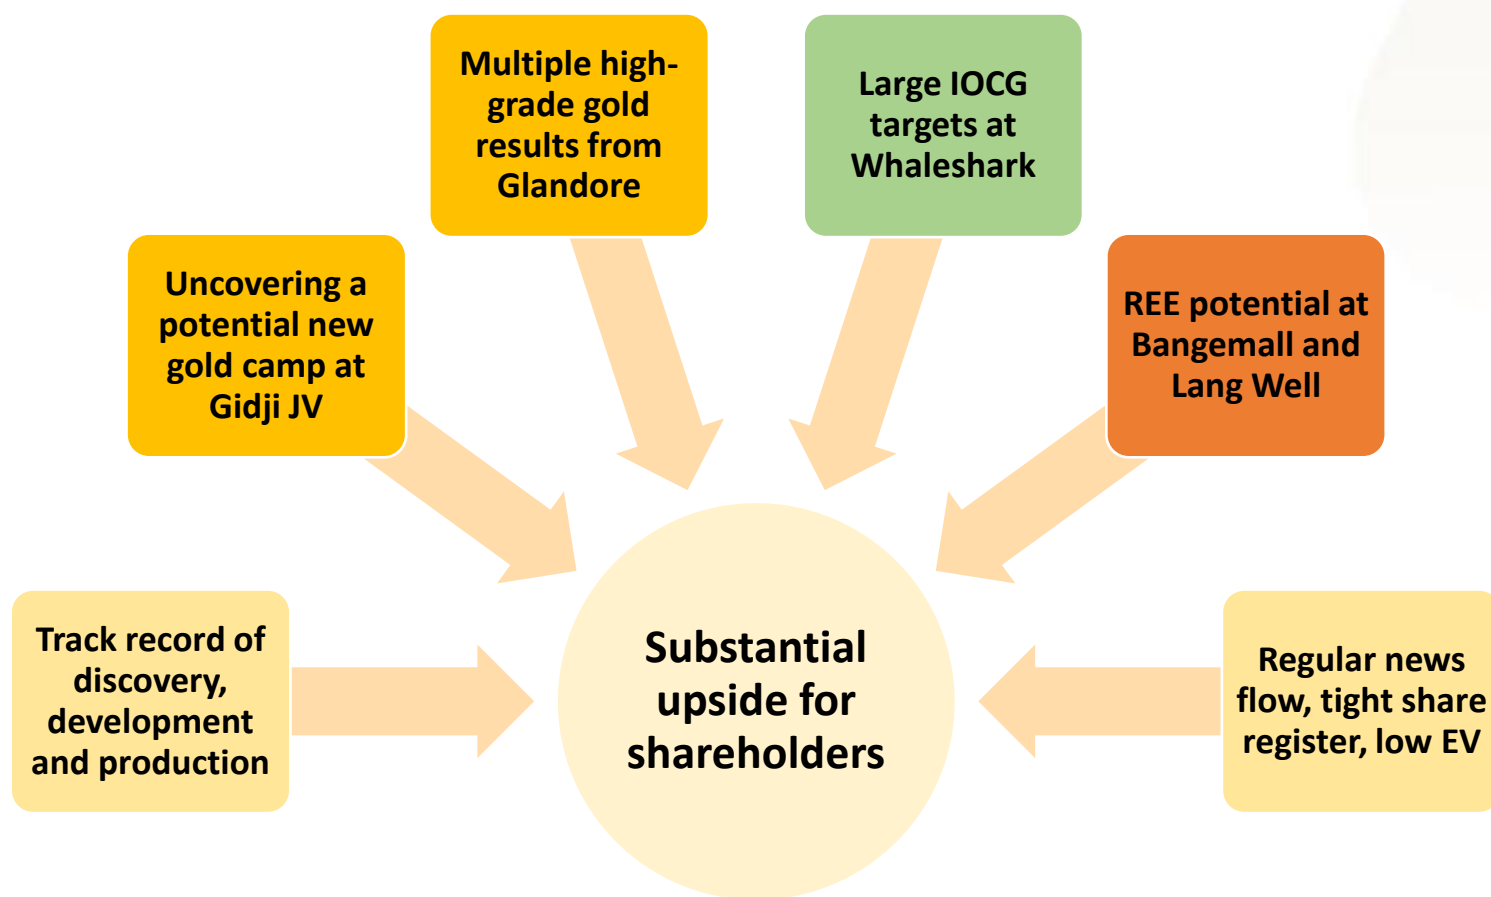 Multiple high-
grade gold
results from
Glandore
Large IOCG
targets at
Whaleshark
Uncovering a
potential new
gold camp at
Gidji JV
REE potential at
Bangemall and
Lang Well
Track record of
discovery,
development
and production
Substantial
upside for
shareholders
Regular news
flow, tight share
register, low EV